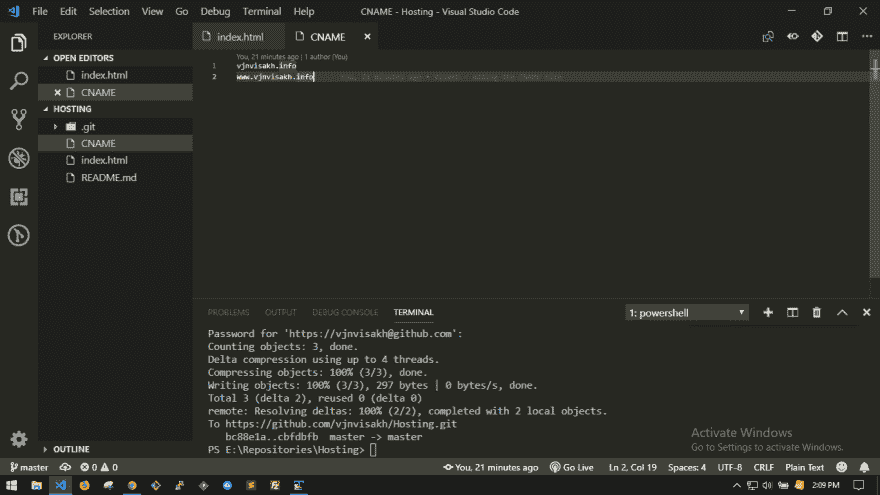 File Edit Selection View Go Debug Terminal Help CNAME - Hosting - Visual Studio Code
EXPLORER
index.html CNAME
OPEN EDITORS
index.html
CNAME
HOSTING
.git
CNAME
index.html
README.md
OUTLINE
You, 21 minutes ago | 1 author (You)
1 vjnvisakh.info
2 www.vjnvisakh.info
PROBLEMS OUTPUT DEBUG CONSOLE TERMINAL 1: powershell
Password for 'https://vjnvisakh@github.com':
Counting objects: 3, done.
Delta compression using up to 4 threads.
Compressing objects: 100% (3/3), done.
Writing objects: 100% (3/3), 297 bytes | 0 bytes/s, done.
Total 3 (delta 2), reused 0 (delta 0)
remote: Resolving deltas: 100% (2/2), completed with 2 local objects.
To https://github.com/vjnvisakh/Hosting.git
bc88e1a..cbfdbfb master -> master
PS E:\Repositories\Hosting>
Activate Windows
Go to Settings to activate Windows.
master 0 0 You, 21 minutes ago Go Live Ln 2, Col 19 Spaces: 4 UTF-8 CRLF Plain Text
2:09 PM